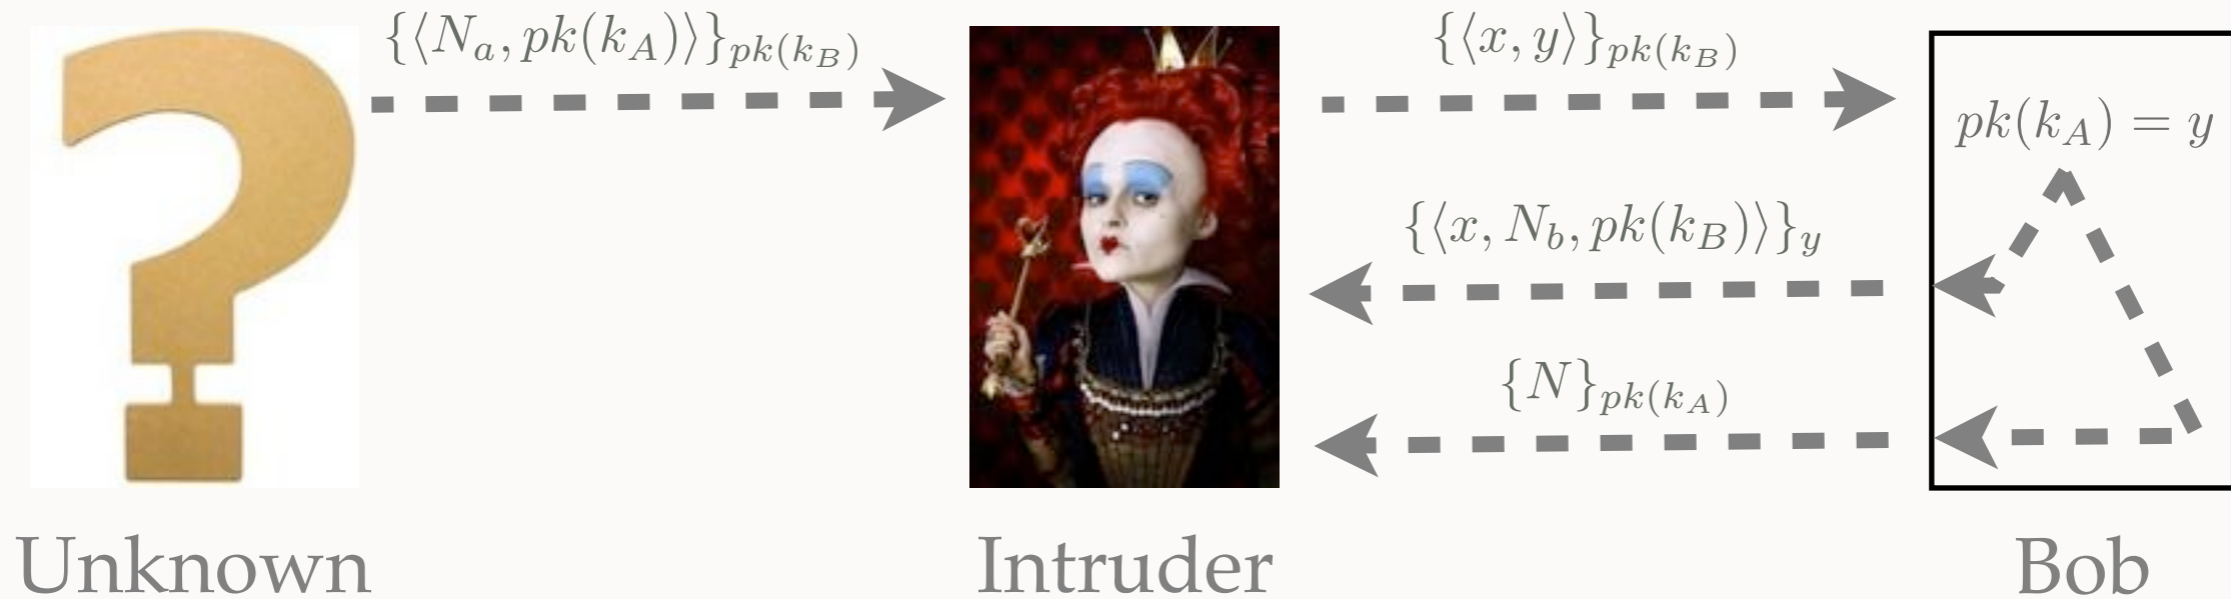 {⟨N_a, pk(k_A)⟩}_{pk(k_B)}
{⟨x, y⟩}_{pk(k_B)}
pk(k_A) = y
{⟨x, N_b, pk(k_B)⟩}_y
{N}_{pk(k_A)}
Unknown
Intruder
Bob